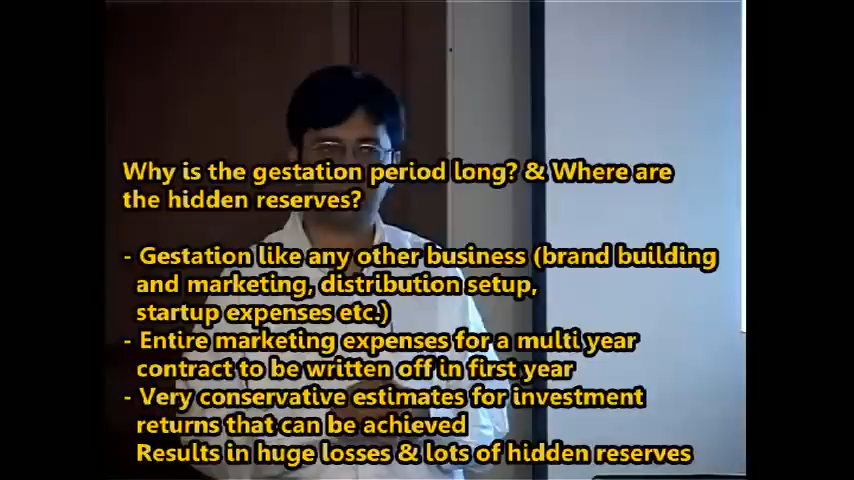 Why is the gestation period long? & Where are
the hidden reserves?
- Gestation like any other business (brand building
and marketing, distribution setup,
startup expenses etc.)
- Entire marketing expenses for a multi year
contract to be written off in first year
- Very conservative estimates for investment
returns that can be achieved
Results in huge losses & lots of hidden reserves